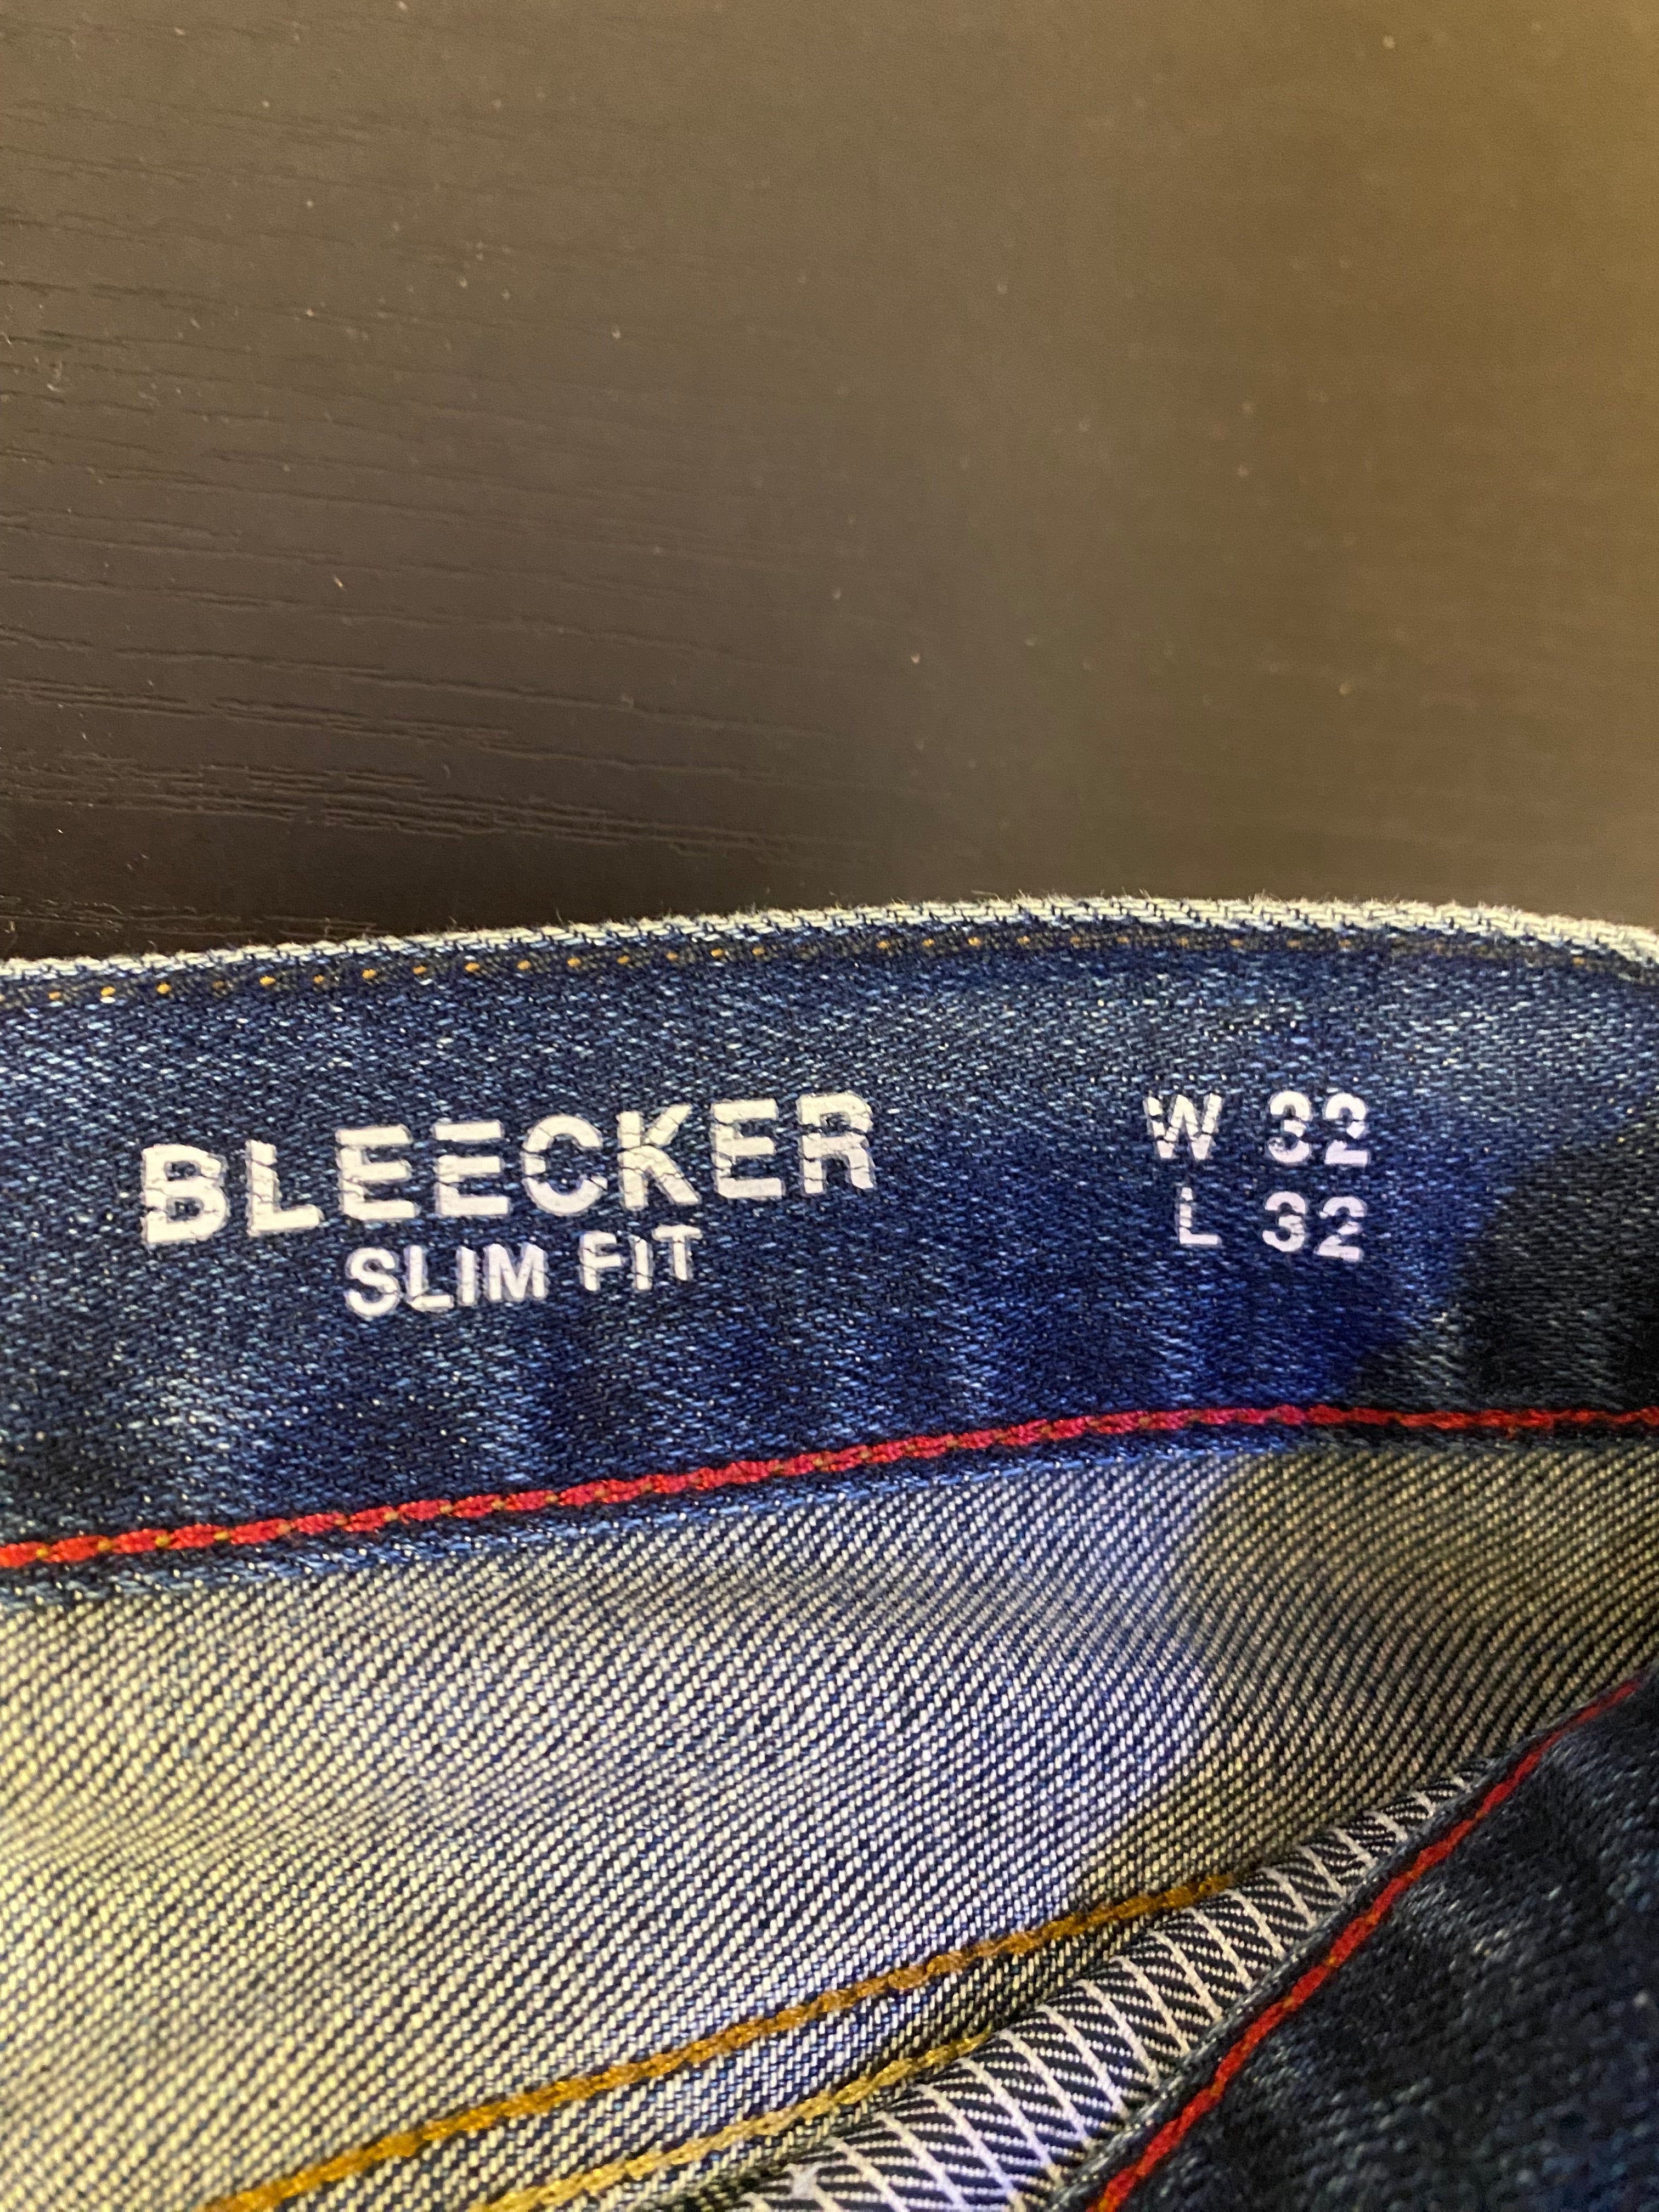 BLEECKER
SLIM FIT
W 32
L 32